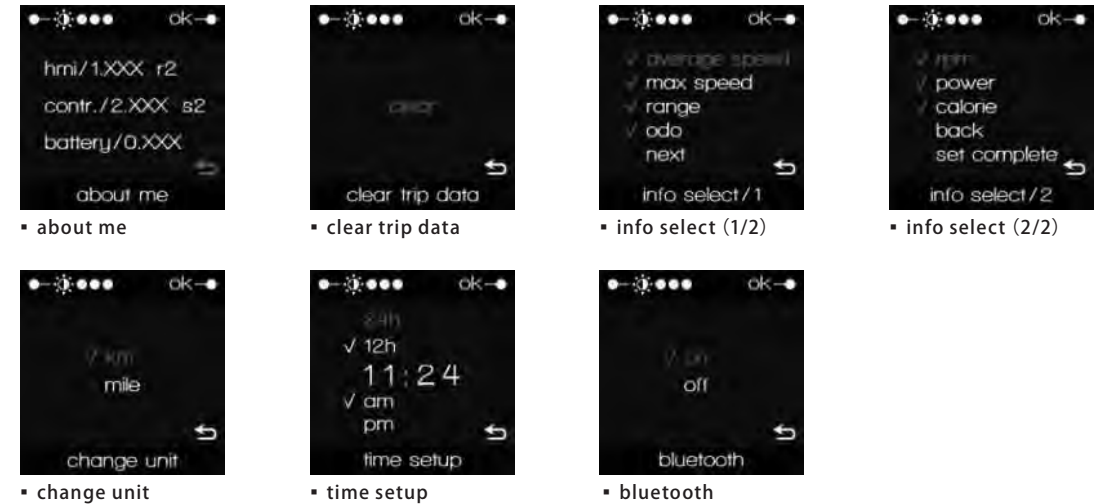 ok
hmi/1.XXX r2
contr./2.XXX s2
battery/0.XXX
about me
▪ about me
ok
clear
clear trip data
▪ clear trip data
ok
√ average speed
√ max speed
√ range
√ odo
next
info select/1
▪ info select (1/2)
ok
√ rpm
√ power
√ calorie
back
set complete
info select/2
▪ info select (2/2)
ok
√ km
mile
change unit
▪ change unit
ok
24h
√ 12h
11:24
√ am
pm
time setup
▪ time setup
ok
√ on
off
bluetooth
▪ bluetooth